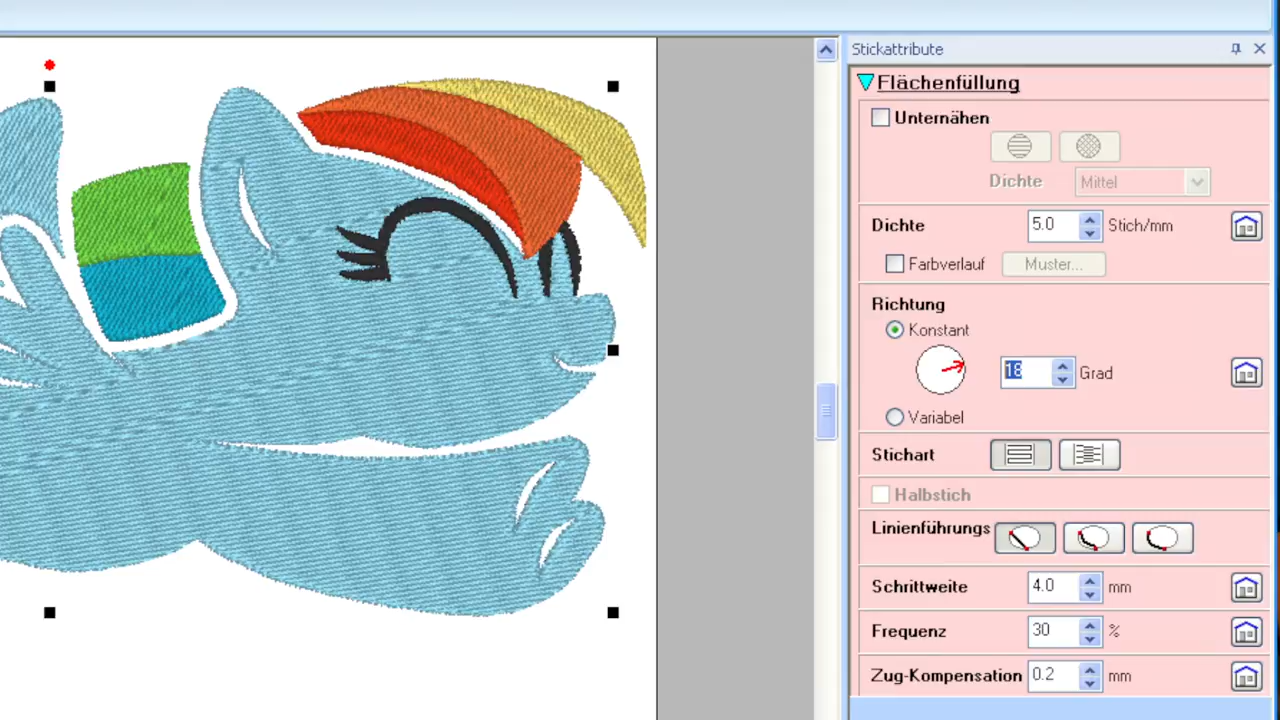 Stickattribute
Flächenfüllung
Unternähen
Dichte Mittel
Dichte 5.0 Stich/mm
Farbverlauf Muster...
Richtung
Konstant
18 Grad
Variabel
Stichart
Halbstich
Linienführungs
Schrittweite 4.0 mm
Frequenz 30 %
Zug-Kompensation 0.2 mm